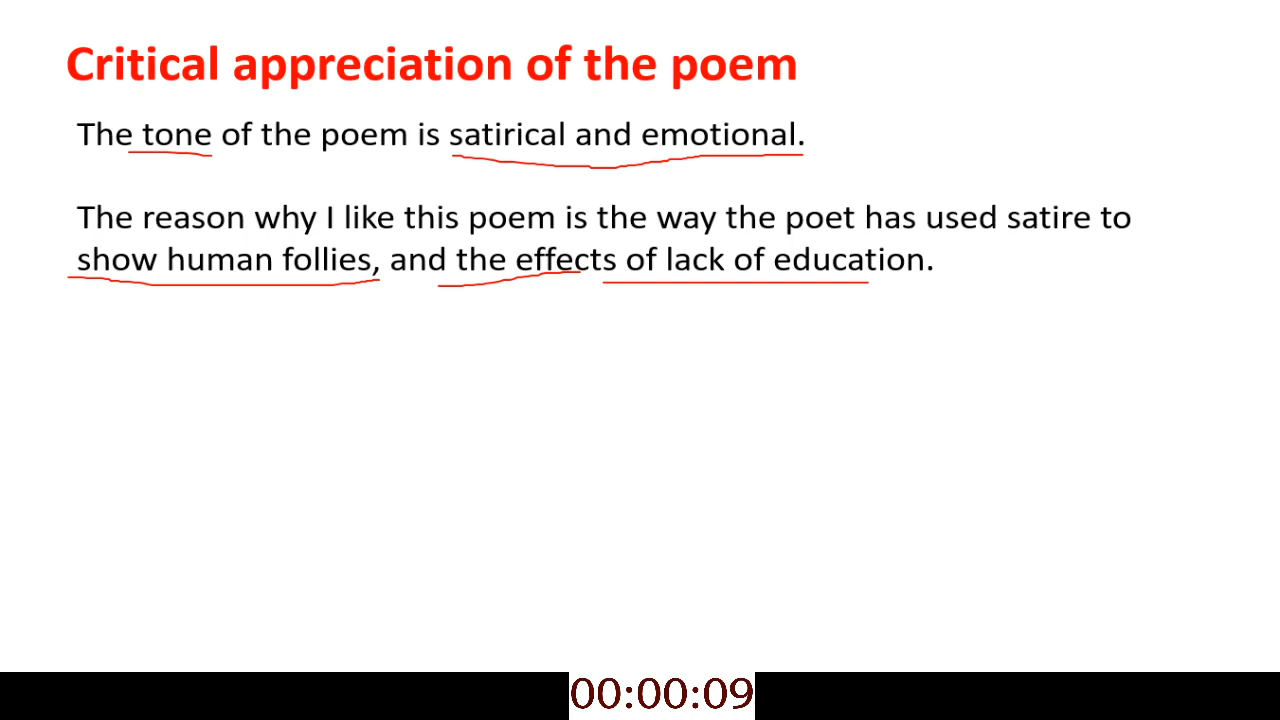 Critical appreciation of the poem
The tone of the poem is satirical and emotional.
The reason why I like this poem is the way the poet has used satire to
show human follies, and the effects of lack of education.
00:00:09